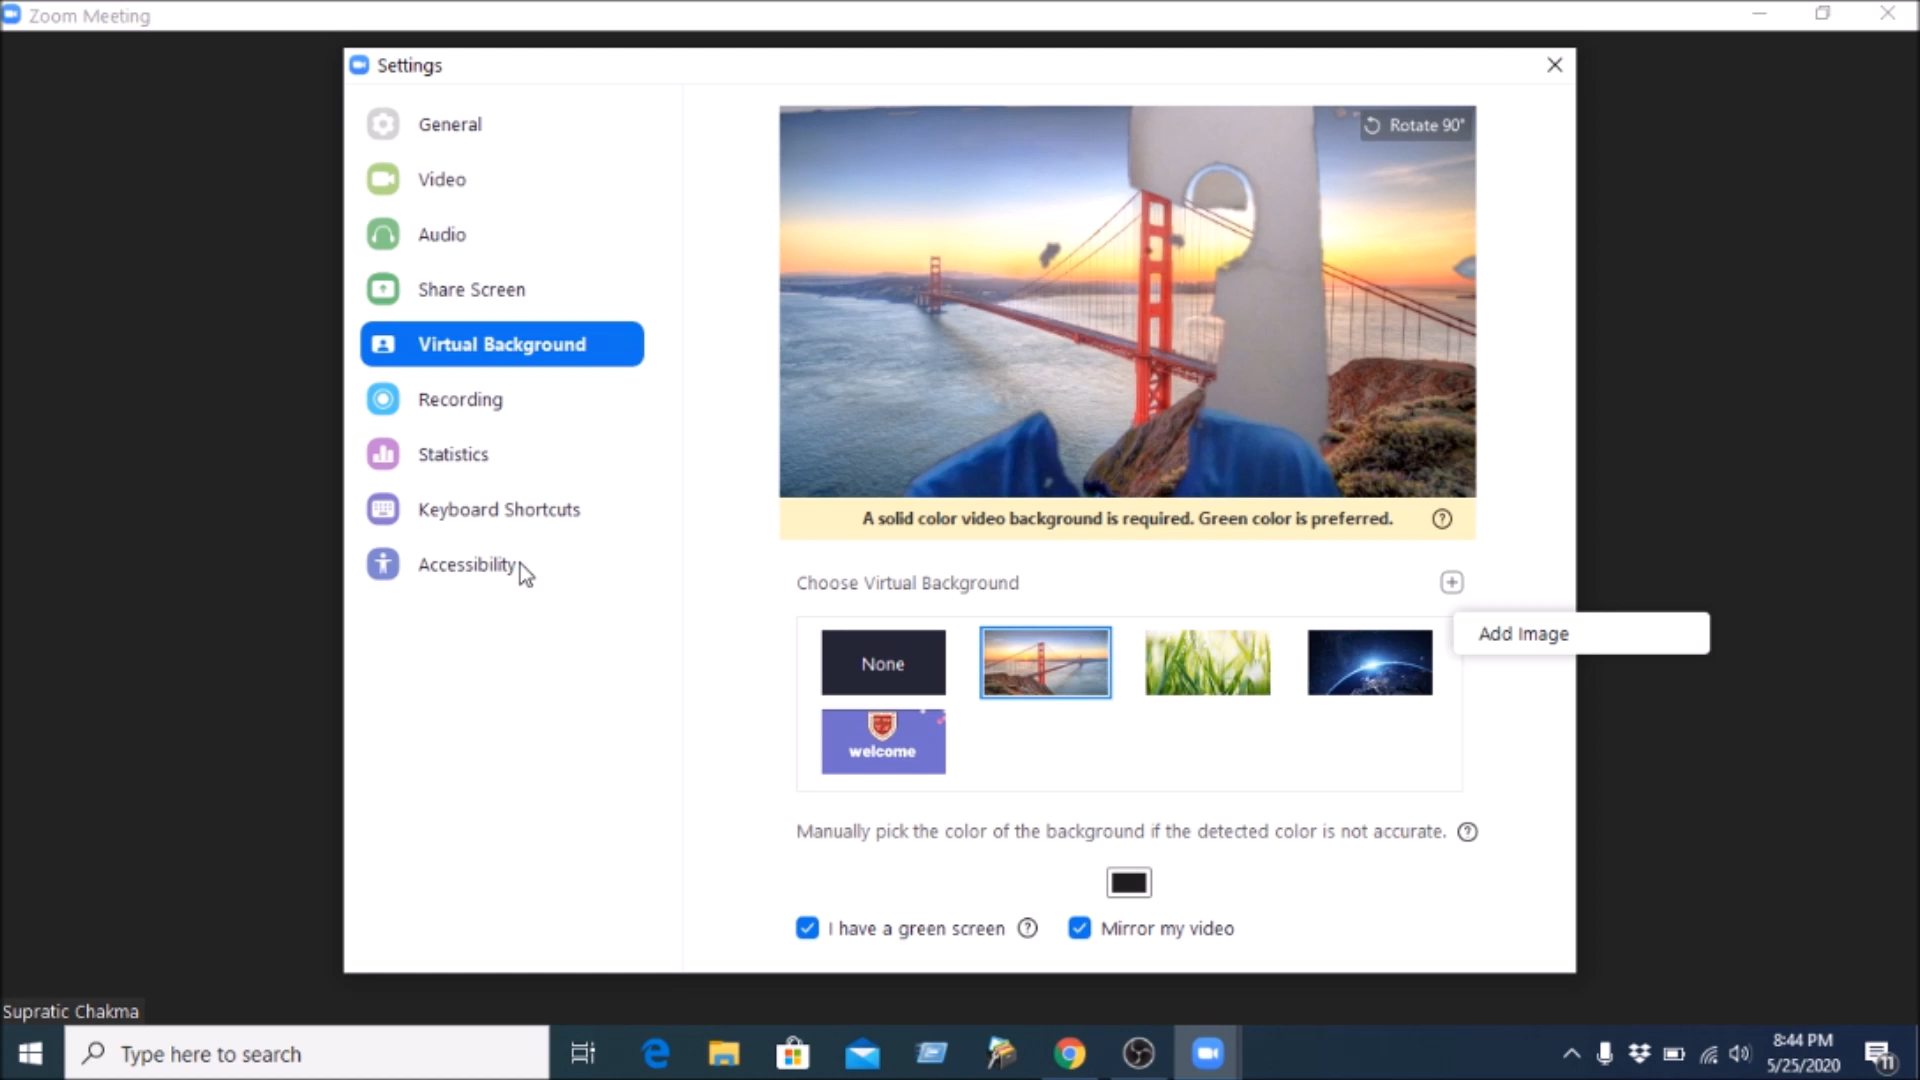 Zoom Meeting
Settings
General
Video
Audio
Share Screen
Virtual Background
Recording
Statistics
Keyboard Shortcuts
Accessibility
Rotate 90°
A solid color video background is required. Green color is preferred.
Choose Virtual Background
Add Image
None
welcome
Manually pick the color of the background if the detected color is not accurate.
I have a green screen
Mirror my video
Supratic Chakma
Type here to search
8:44 PM
5/25/2020
11